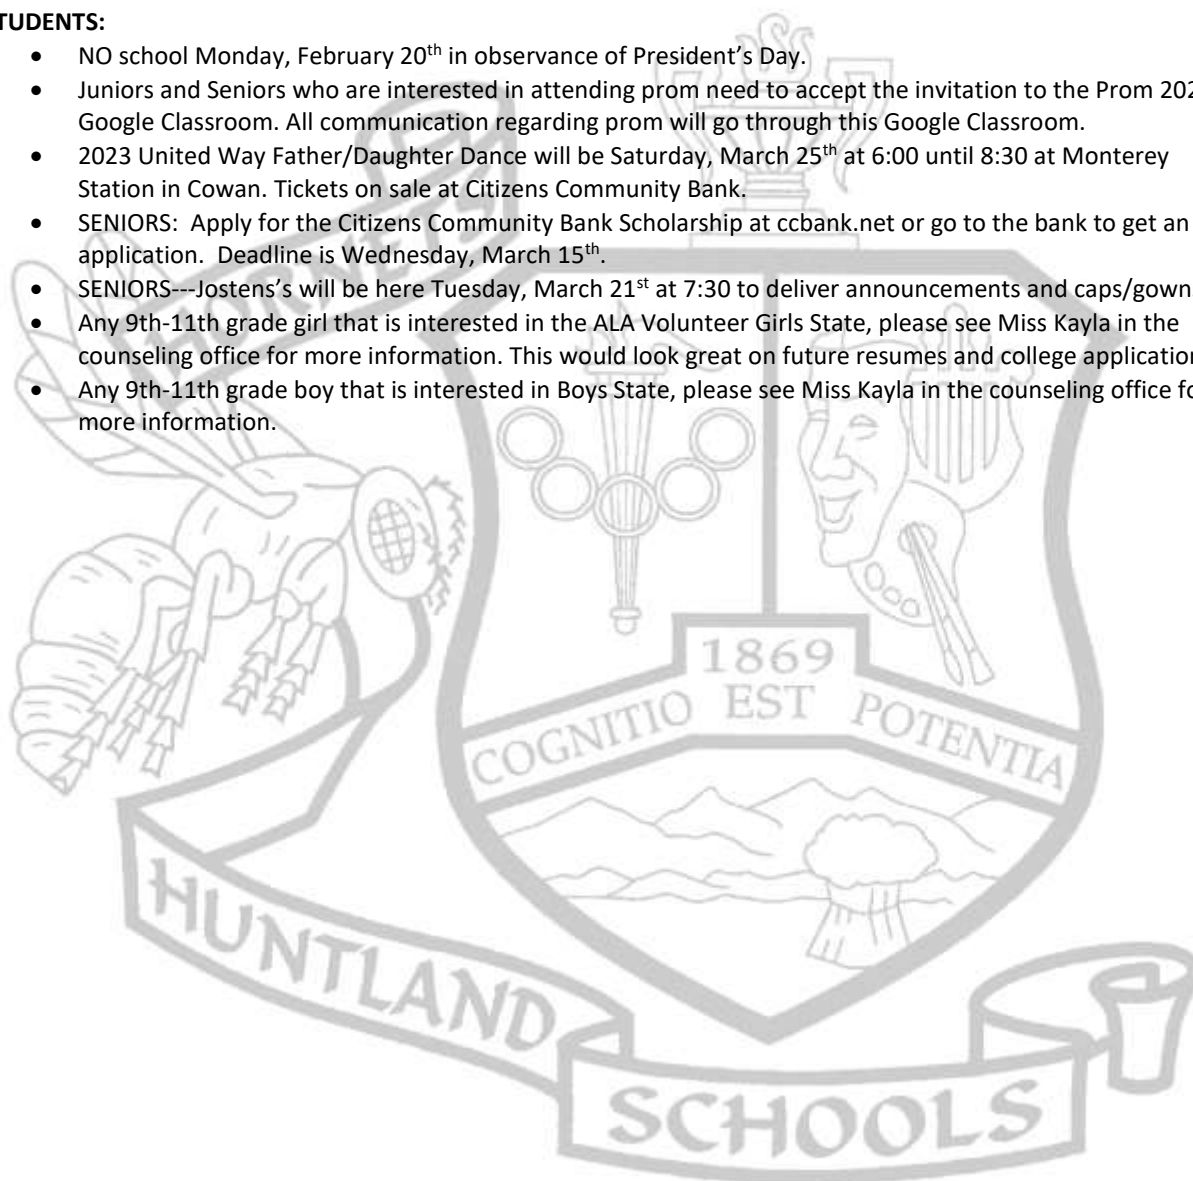 TUDENTS:
• NO school Monday, February 20th in observance of President's Day.
• Juniors and Seniors who are interested in attending prom need to accept the invitation to the Prom 202
Google Classroom. All communication regarding prom will go through this Google Classroom.
• 2023 United Way Father/Daughter Dance will be Saturday, March 25th at 6:00 until 8:30 at Monterey
Station in Cowan. Tickets on sale at Citizens Community Bank.
• SENIORS: Apply for the Citizens Community Bank Scholarship at ccbank.net or go to the bank to get an
application. Deadline is Wednesday, March 15th.
• SENIORS---Jostens's will be here Tuesday, March 21st at 7:30 to deliver announcements and caps/gown
• Any 9th-11th grade girl that is interested in the ALA Volunteer Girls State, please see Miss Kayla in the
counseling office for more information. This would look great on future resumes and college application
• Any 9th-11th grade boy that is interested in Boys State, please see Miss Kayla in the counseling office fo
more information.
HORNETS
1869
COGNITIO EST POTENTIA
HUNTLAND
SCHOOLS